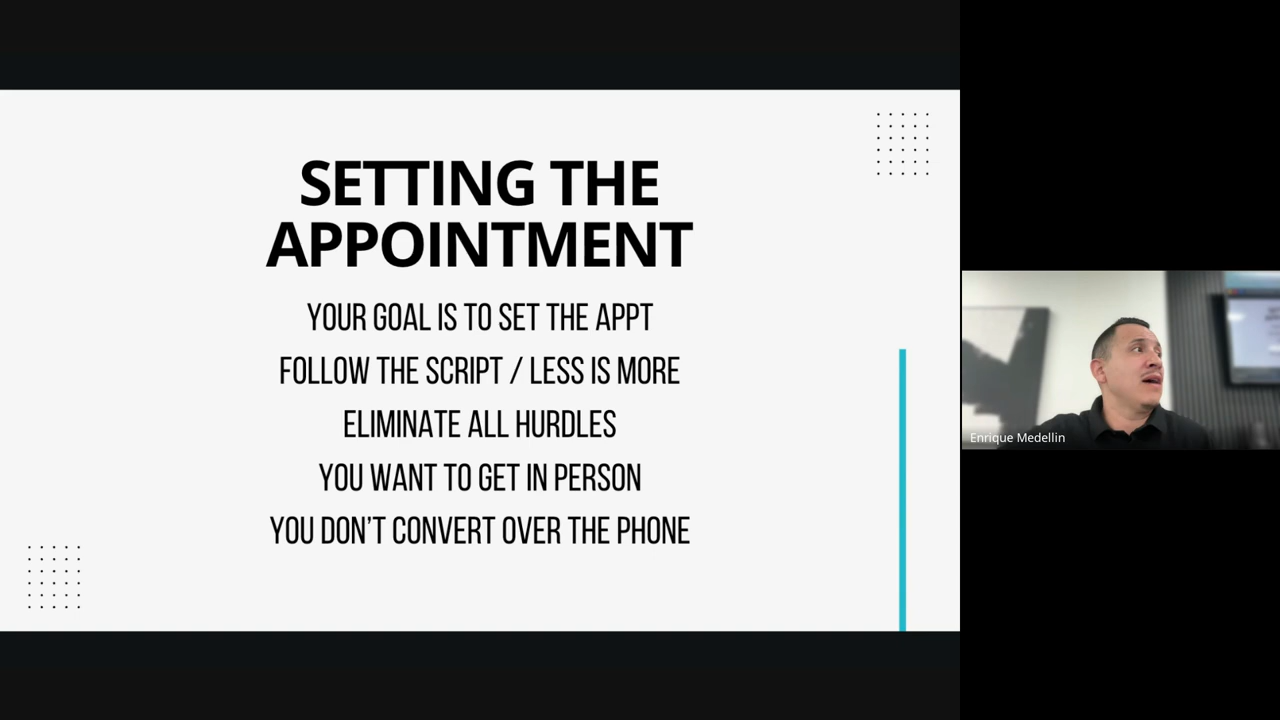 SETTING THE
APPOINTMENT
YOUR GOAL IS TO SET THE APPT
FOLLOW THE SCRIPT / LESS IS MORE
ELIMINATE ALL HURDLES
YOU WANT TO GET IN PERSON
YOU DON'T CONVERT OVER THE PHONE
Enrique Medellin